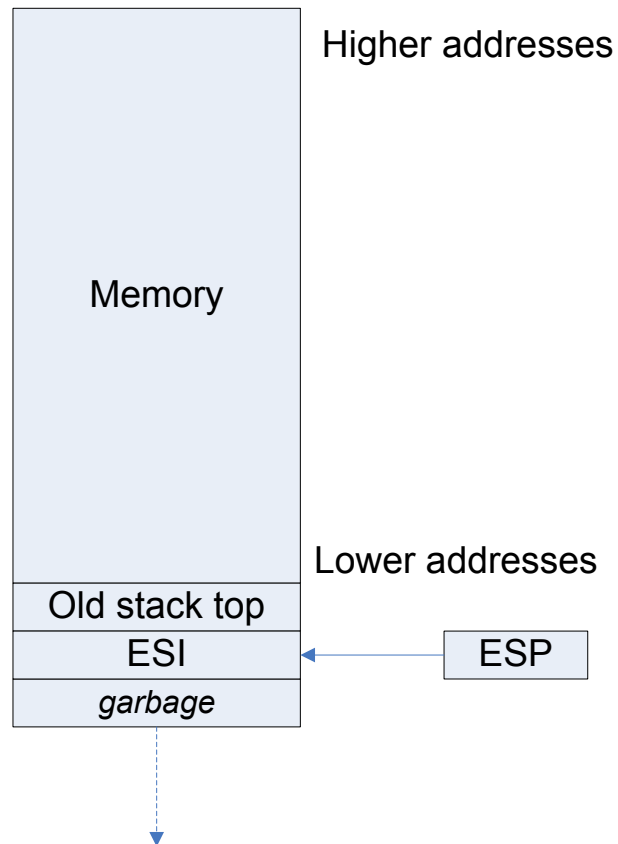 Higher addresses
Memory
Lower addresses
Old stack top
ESI
ESP
garbage